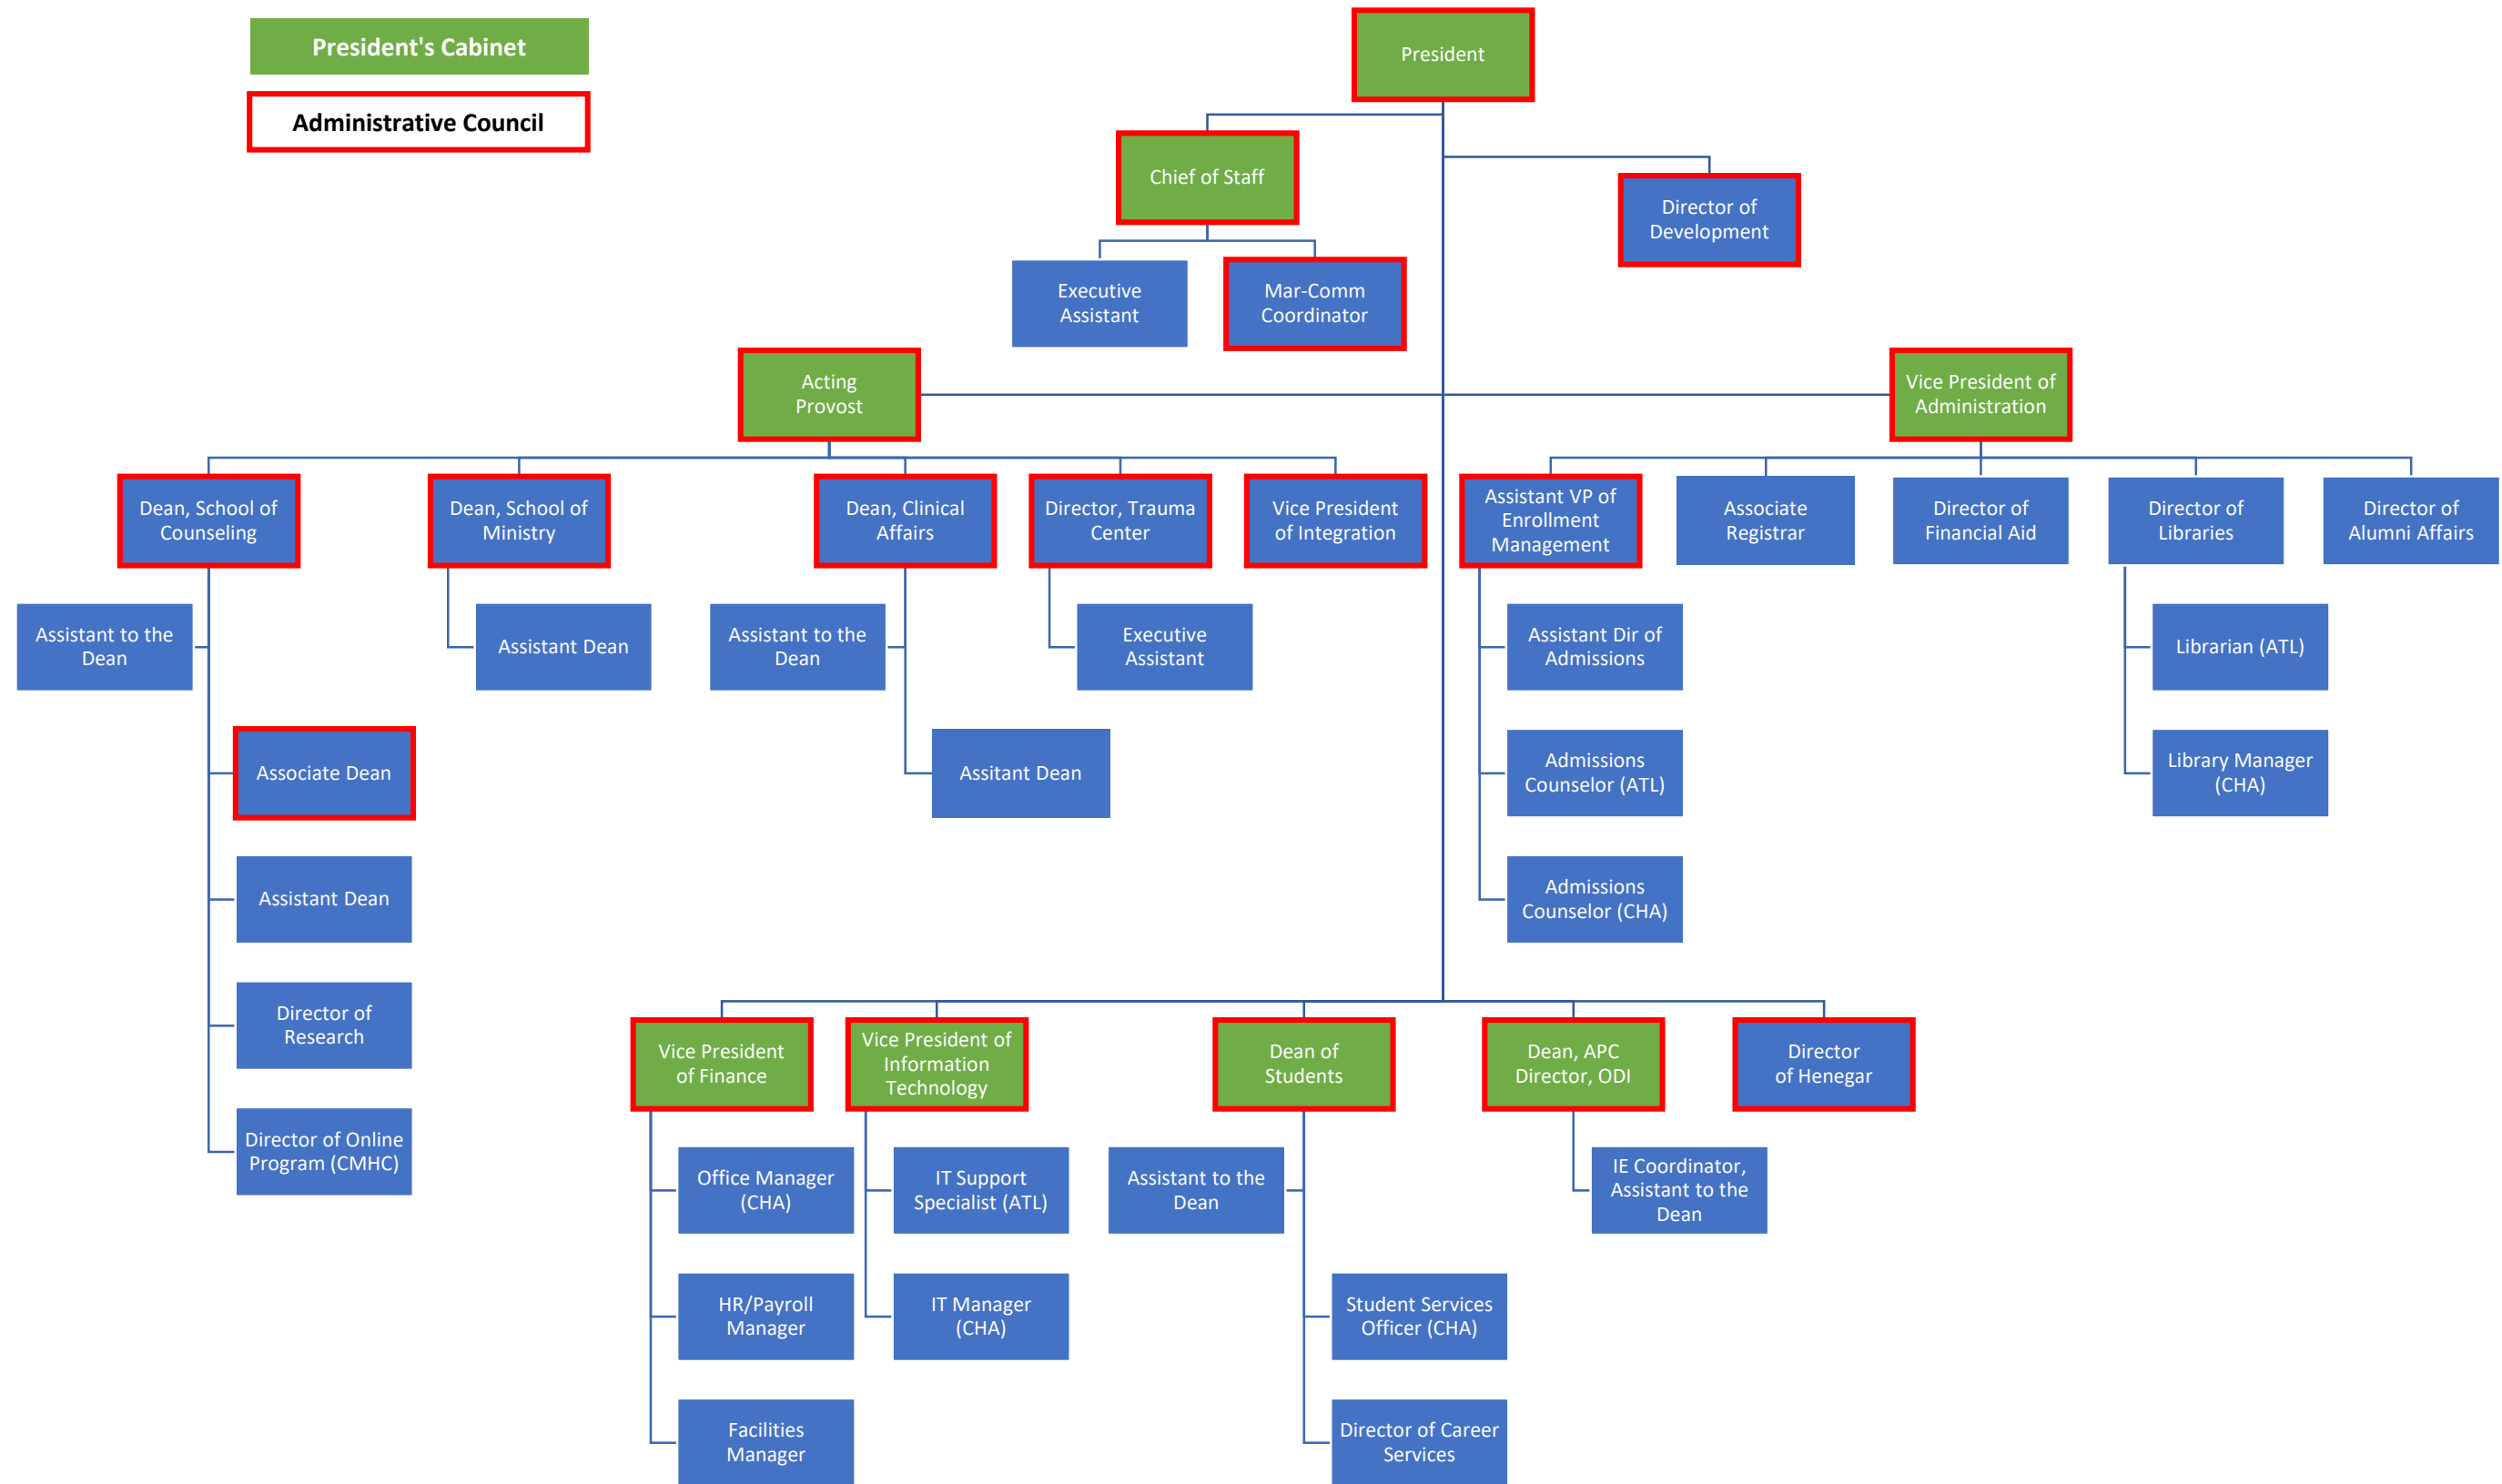 President's Cabinet
Administrative Council
President
Chief of Staff
Director of
Development
Executive
Assistant
Mar-Comm
Coordinator
Acting
Provost
Vice President of
Administration
Dean, School of
Counseling
Dean, School of
Ministry
Dean, Clinical
Affairs
Director, Trauma
Center
Vice President
of Integration
Assistant VP of
Enrollment
Management
Associate
Registrar
Director of
Financial Aid
Director of
Libraries
Director of
Alumni Affairs
Assistant to the
Dean
Assistant Dean
Assistant to the
Dean
Executive
Assistant
Assistant Dir of
Admissions
Librarian (ATL)
Associate Dean
Assitant Dean
Admissions
Counselor (ATL)
Library Manager
(CHA)
Assistant Dean
Admissions
Counselor (CHA)
Director of
Research
Director of Online
Program (CMHC)
Vice President
of Finance
Vice President of
Information
Technology
Dean of
Students
Dean, APC
Director, ODI
Director
of Henegar
Office Manager
(CHA)
IT Support
Specialist (ATL)
Assistant to the
Dean
IE Coordinator,
Assistant to the
Dean
HR/Payroll
Manager
IT Manager
(CHA)
Student Services
Officer (CHA)
Facilities
Manager
Director of Career
Services